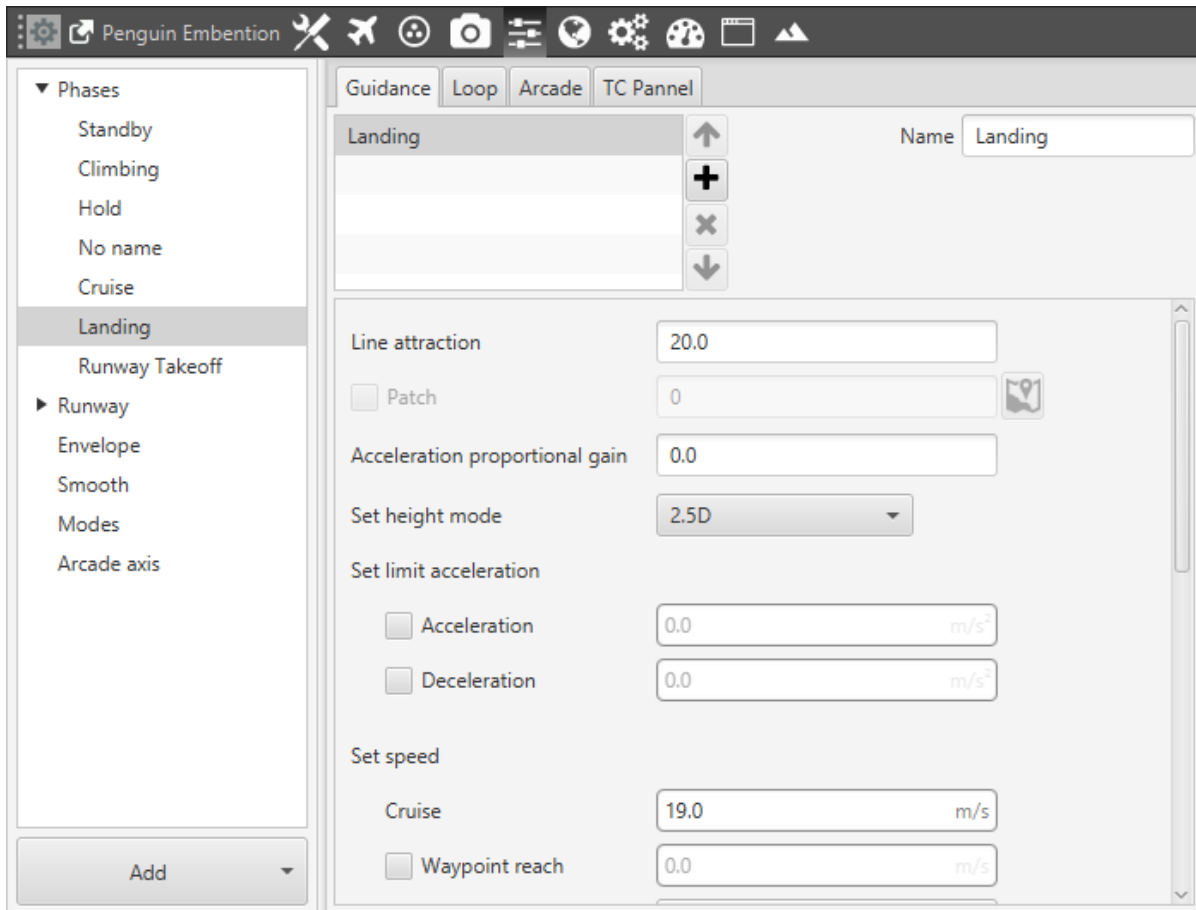 Penguin Embention
Phases
Standby
Climbing
Hold
No name
Cruise
Landing
Runway Takeoff
Runway
Envelope
Smooth
Modes
Arcade axis
Add
Guidance Loop Arcade TC Pannel
Landing
Name Landing
Line attraction 20.0
Patch 0
Acceleration proportional gain 0.0
Set height mode 2.5D
Set limit acceleration
Acceleration 0.0 m/s²
Deceleration 0.0 m/s²
Set speed
Cruise 19.0 m/s
Waypoint reach 0.0 m/s